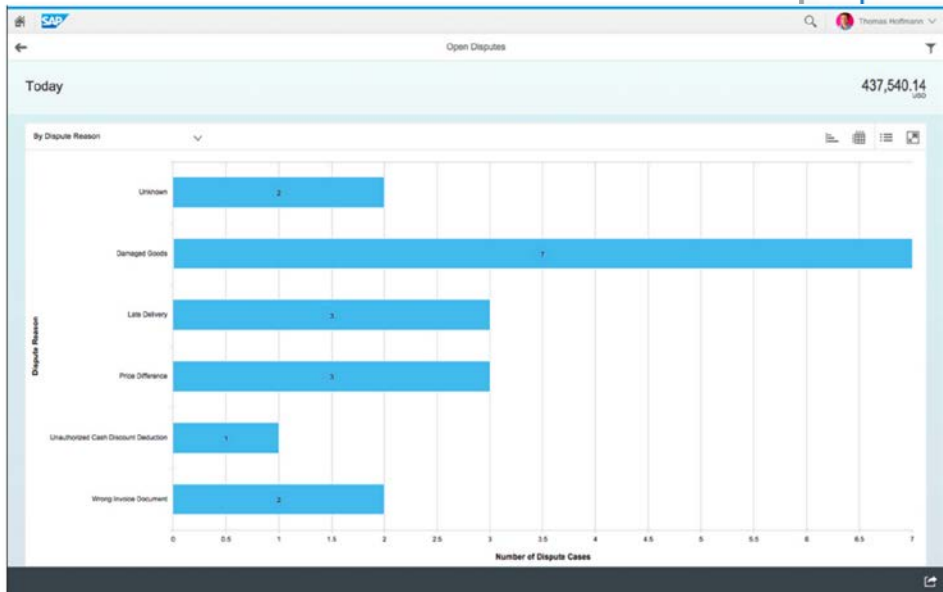 SAP
Thomas Hoffmann
Open Disputes
Today
437,540.14
USD
By Dispute Reason
Dispute Reason
Unknown
2
Damaged Goods
7
Late Delivery
3
Price Difference
3
Unauthorized Cash Discount Deduction
1
Wrong Invoice Document
2
0 0.5 1 1.5 2 2.5 3 3.5 4 4.5 5 5.5 6 6.5 7
Number of Dispute Cases